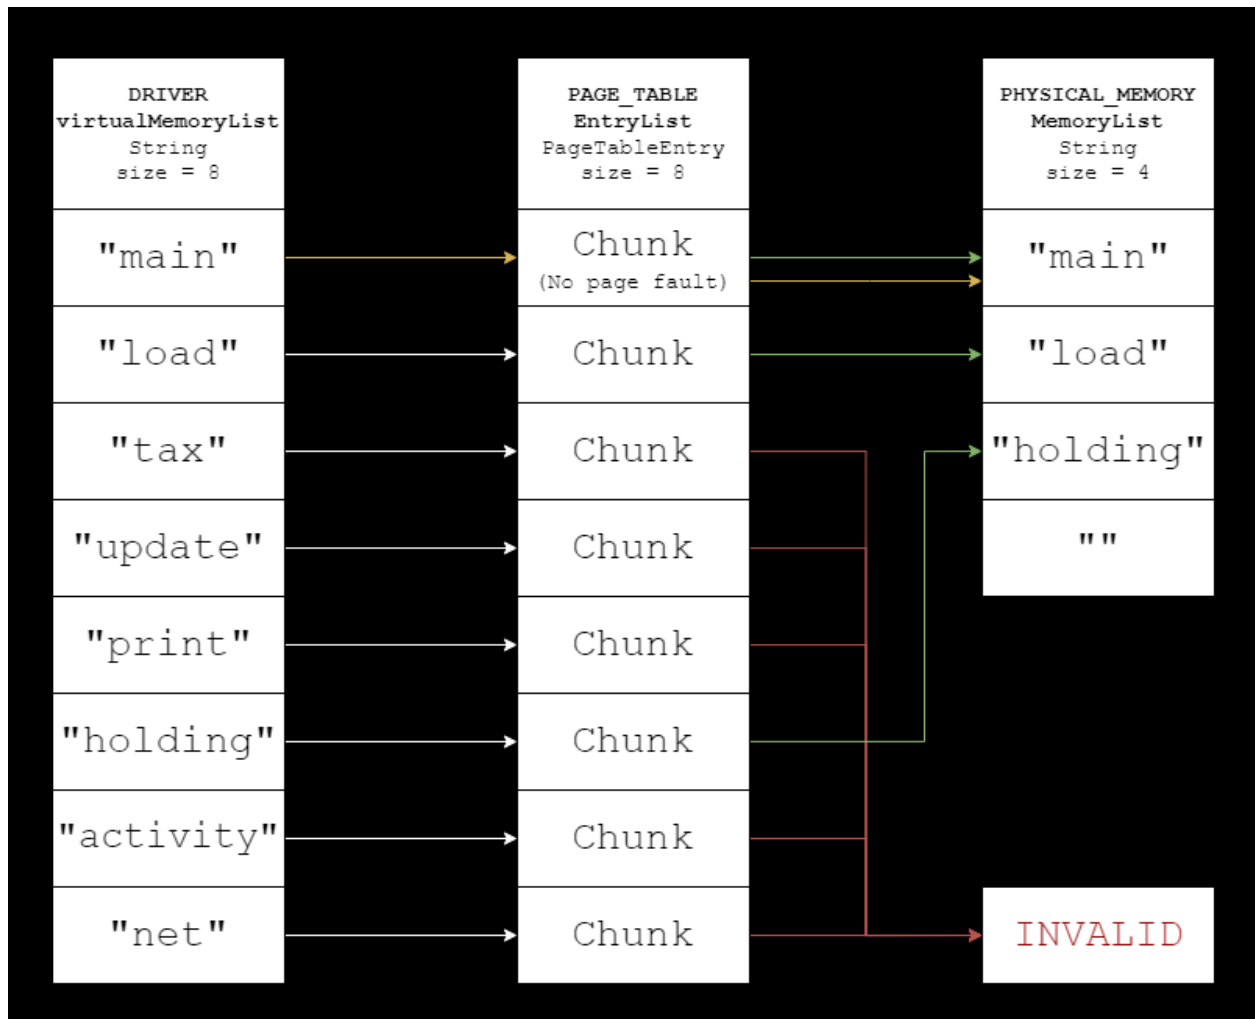 DRIVER
virtualMemoryList
String
size = 8
"main"
"load"
"tax"
"update"
"print"
"holding"
"activity"
"net"
PAGE_TABLE
EntryList
PageTableEntry
size = 8
Chunk
(No page fault)
Chunk
Chunk
Chunk
Chunk
Chunk
Chunk
Chunk
PHYSICAL_MEMORY
MemoryList
String
size = 4
"main"
"load"
"holding"
""
INVALID